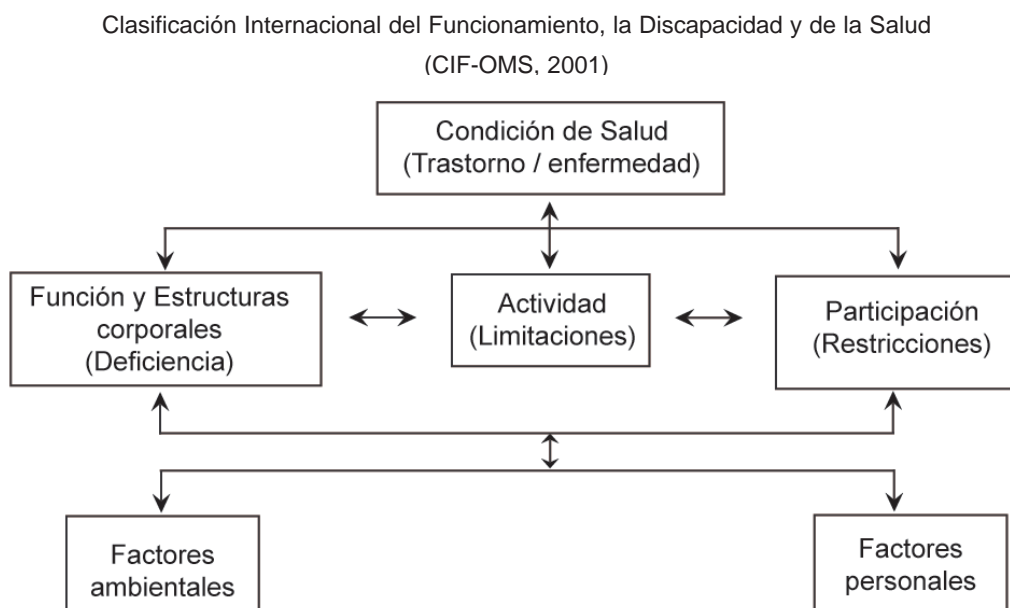 Clasificación Internacional del Funcionamiento, la Discapacidad y de la Salud
(CIF-OMS, 2001)
Condición de Salud
(Trastorno / enfermedad)
Función y Estructuras
corporales
(Deficiencia)
Actividad
(Limitaciones)
Participación
(Restricciones)
Factores
ambientales
Factores
personales